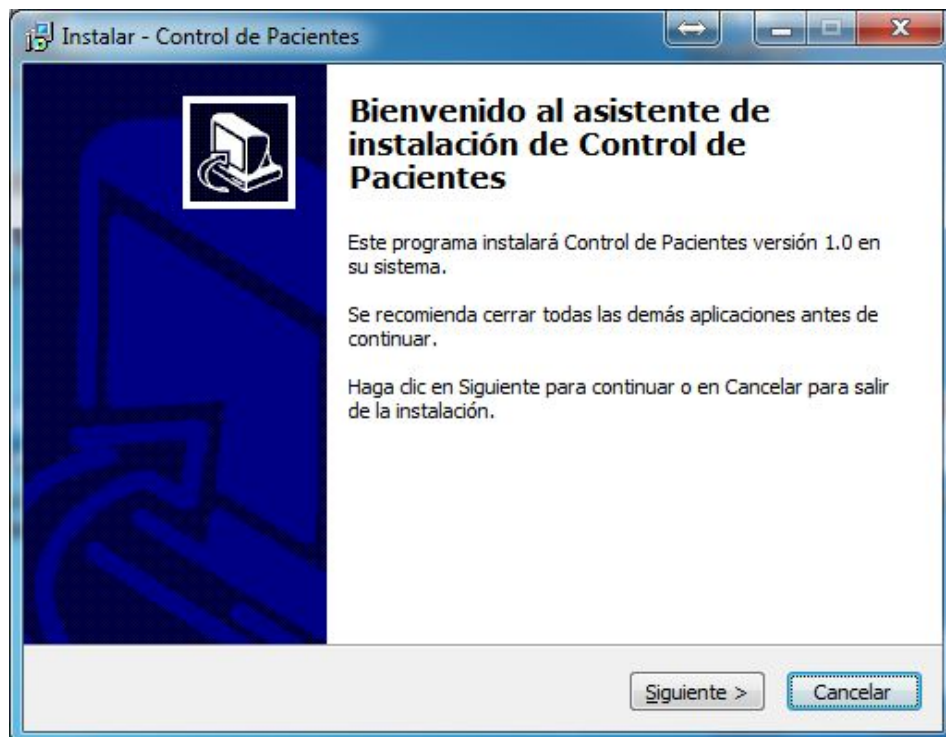 Instalar - Control de Pacientes
Bienvenido al asistente de
instalación de Control de
Pacientes
Este programa instalará Control de Pacientes versión 1.0 en
su sistema.
Se recomienda cerrar todas las demás aplicaciones antes de
continuar.
Haga clic en Siguiente para continuar o en Cancelar para salir
de la instalación.
Siguiente >
Cancelar